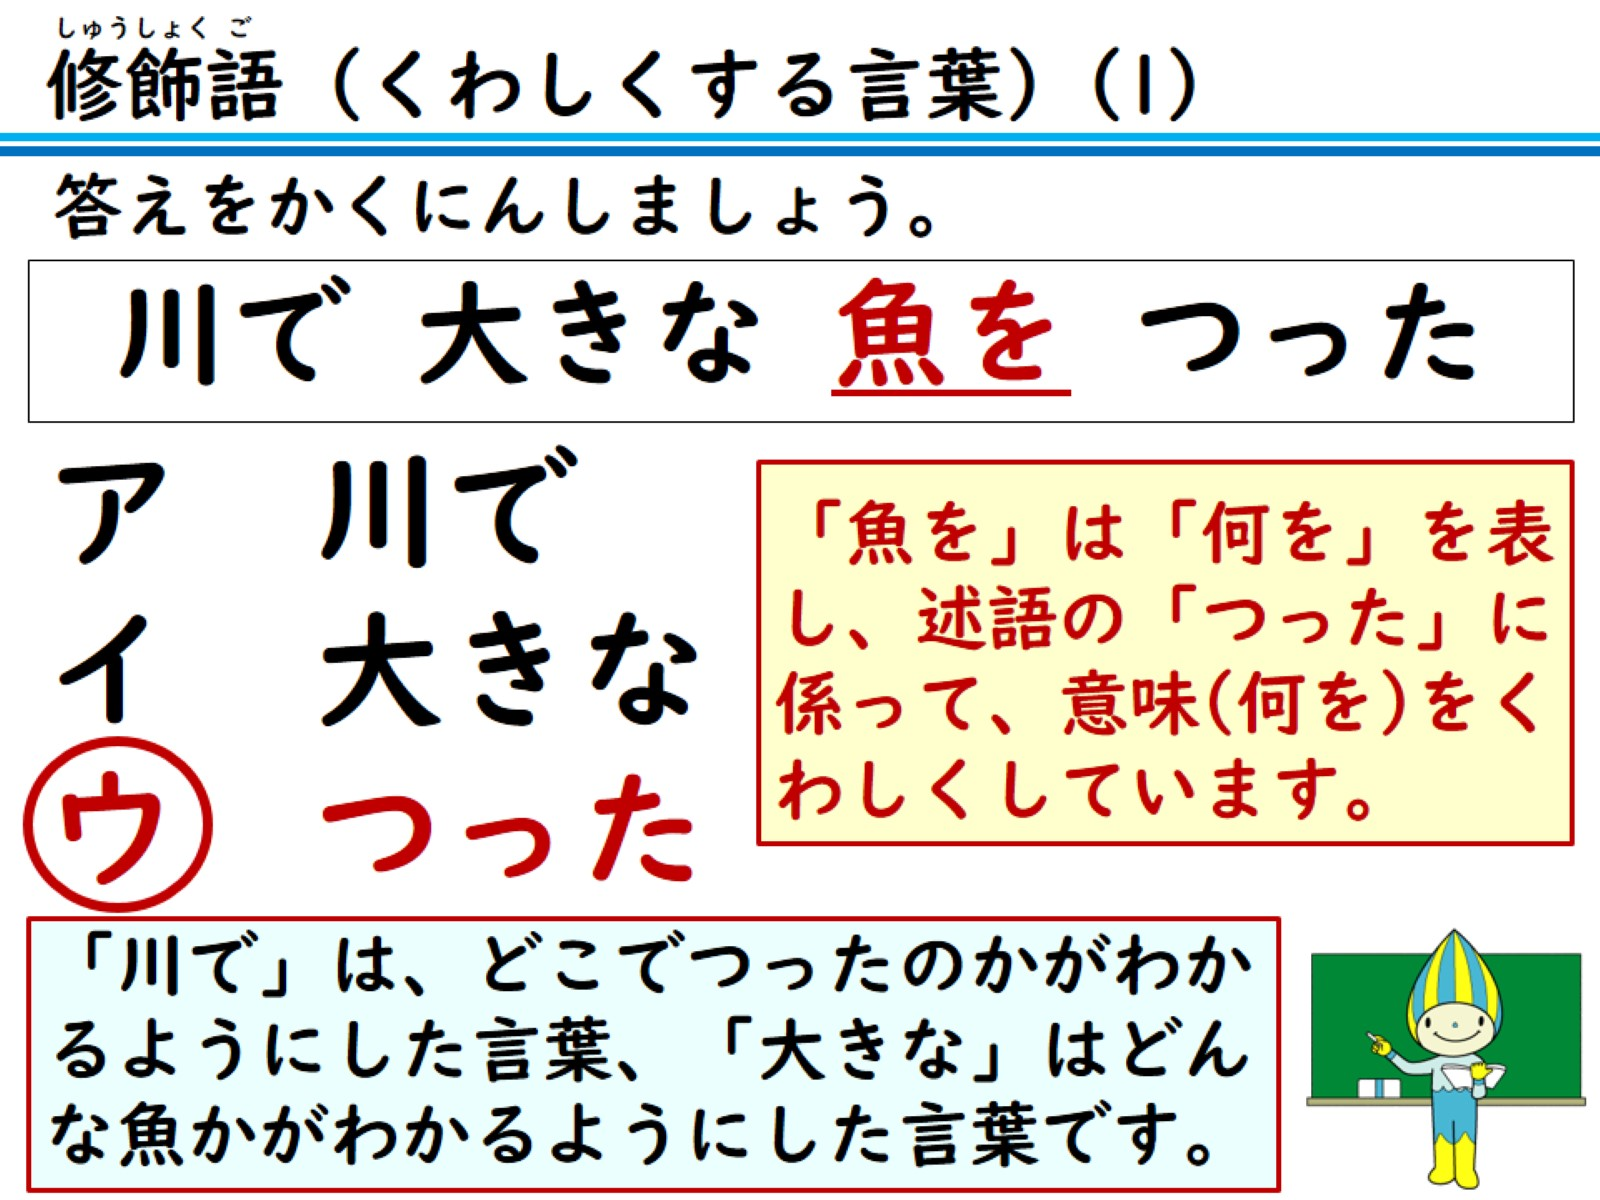 しゅうしょく ご
修飾語（くわしくする言葉）（1）
答えをかくにんしましょう。
川で 大きな 魚を つった
ア 川で
イ 大きな
ウ つった
「魚を」は「何を」を表
し、述語の「つった」に
係って、意味(何を)をく
わしくしています。
「川で」は、どこでつったのかがわか
るようにした言葉、「大きな」はどん
な魚かがわかるようにした言葉です。